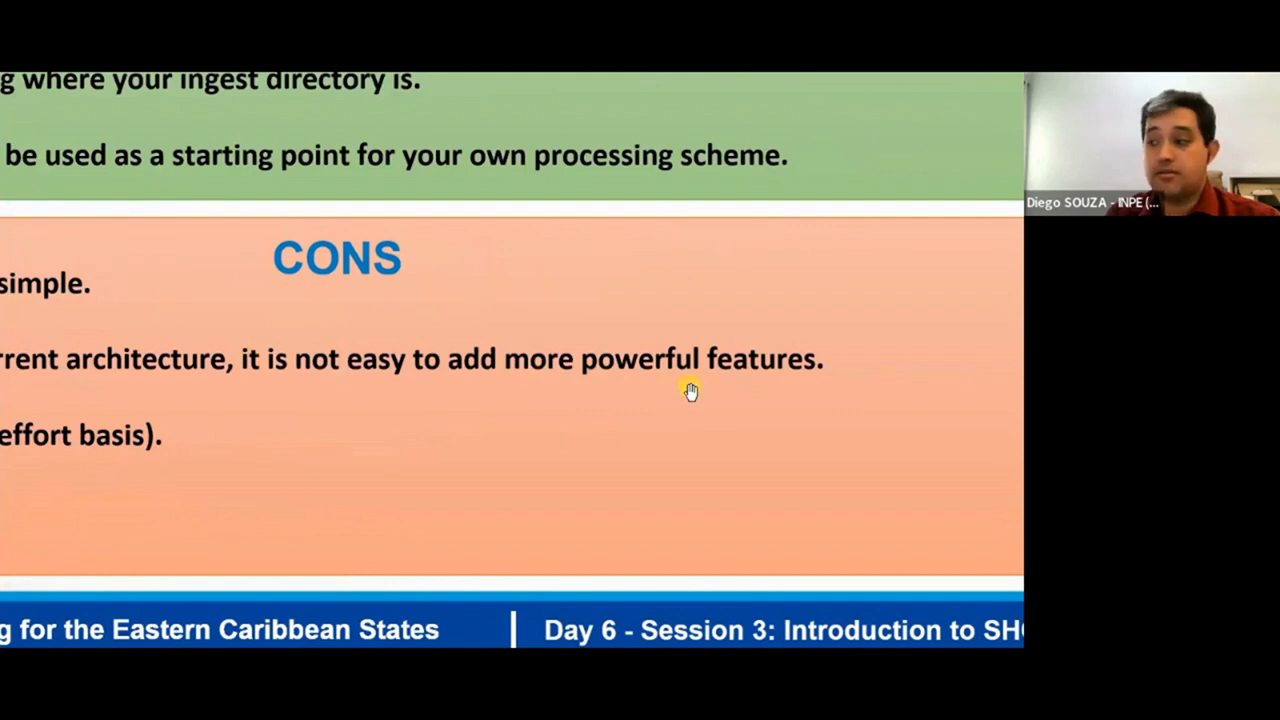 g where your ingest directory is.
be used as a starting point for your own processing scheme.
Diego SOUZA - INPE (...
CONS
simple.
rrent architecture, it is not easy to add more powerful features.
effort basis).
g for the Eastern Caribbean States
Day 6 - Session 3: Introduction to SH